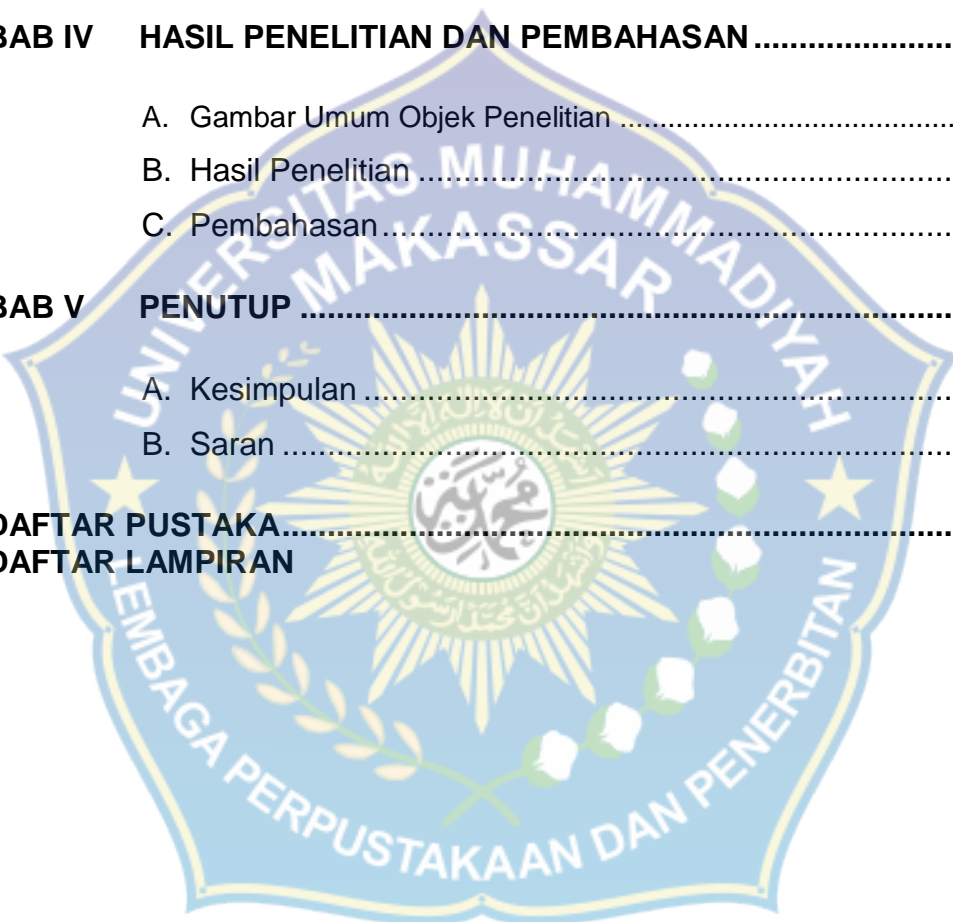 BAB IV HASIL PENELITIAN DAN PEMBAHASAN ......................
A. Gambar Umum Objek Penelitian ..........................................
B. Hasil Penelitian ...................................................................
C. Pembahasan .......................................................................
BAB V PENUTUP .........................................................................
A. Kesimpulan .........................................................................
B. Saran ...................................................................................
DAFTAR PUSTAKA ...........................................................................
DAFTAR LAMPIRAN
UNIVERSITAS MUHAMMADIYAH
MAKASSAR
LEMBAGA PERPUSTAKAAN DAN PENERBITAN